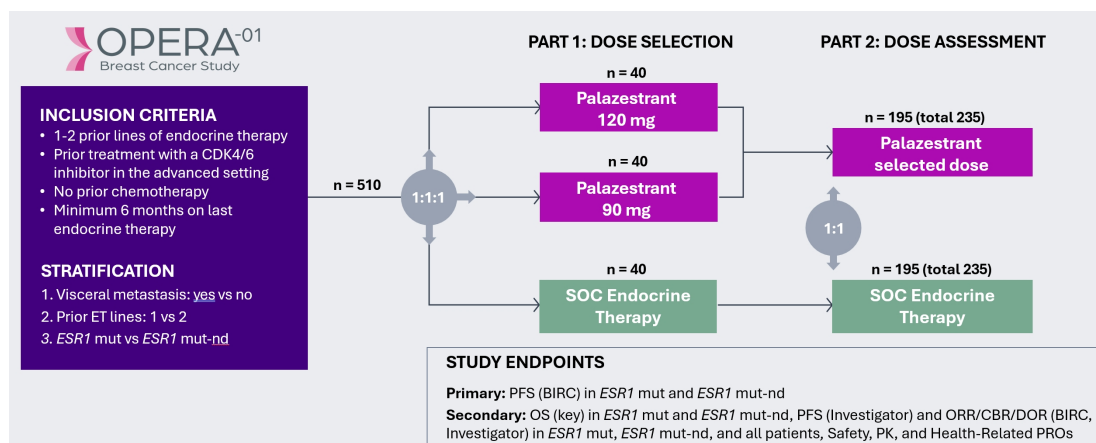 OPERA-01
Breast Cancer Study
INCLUSION CRITERIA
• 1-2 prior lines of endocrine therapy
• Prior treatment with a CDK4/6
inhibitor in the advanced setting
• No prior chemotherapy
• Minimum 6 months on last
endocrine therapy
STRATIFICATION
1. Visceral metastasis: yes vs no
2. Prior ET lines: 1 vs 2
3. ESR1 mut vs ESR1 mut-nd
n = 510
1:1:1
PART 1: DOSE SELECTION
n = 40
Palazestrant
120 mg
n = 40
Palazestrant
90 mg
n = 40
SOC Endocrine
Therapy
PART 2: DOSE ASSESSMENT
n = 195 (total 235)
Palazestrant
selected dose
1:1
n = 195 (total 235)
SOC Endocrine
Therapy
STUDY ENDPOINTS
Primary: PFS (BIRC) in ESR1 mut and ESR1 mut-nd
Secondary: OS (key) in ESR1 mut and ESR1 mut-nd, PFS (Investigator) and ORR/CBR/DOR (BIRC,
Investigator) in ESR1 mut, ESR1 mut-nd, and all patients, Safety, PK, and Health-Related PROs